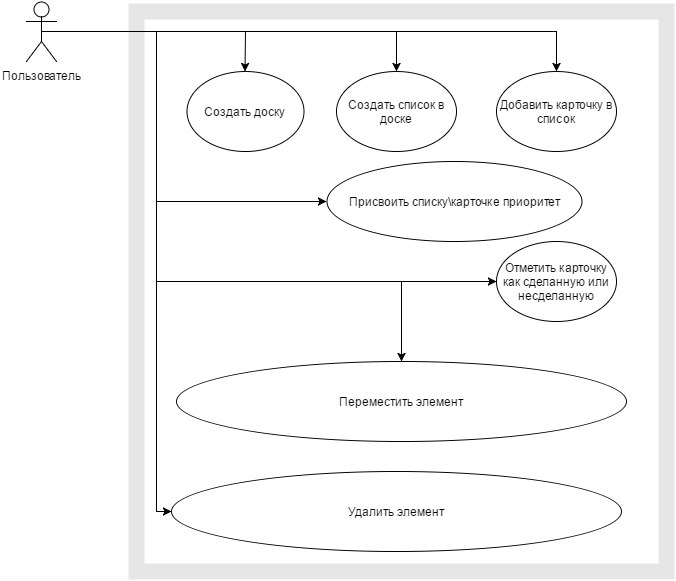 Пользователь
Создать доску
Создать список в
доске
Добавить карточку в
список
Присвоить списку\карточке приоритет
Отметить карточку
как сделанную или
несделанную
Переместить элемент
Удалить элемент